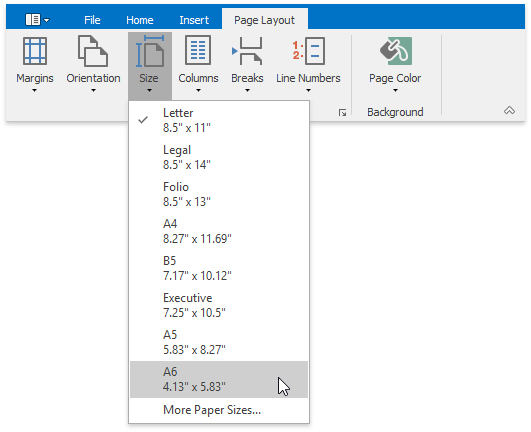 File Home Insert Page Layout
Margins Orientation Size Columns Breaks Line Numbers Page Color
Background
Letter
8.5" x 11"
Legal
8.5" x 14"
Folio
8.5" x 13"
A4
8.27" x 11.69"
B5
7.17" x 10.12"
Executive
7.25" x 10.5"
A5
5.83" x 8.27"
A6
4.13" x 5.83"
More Paper Sizes...